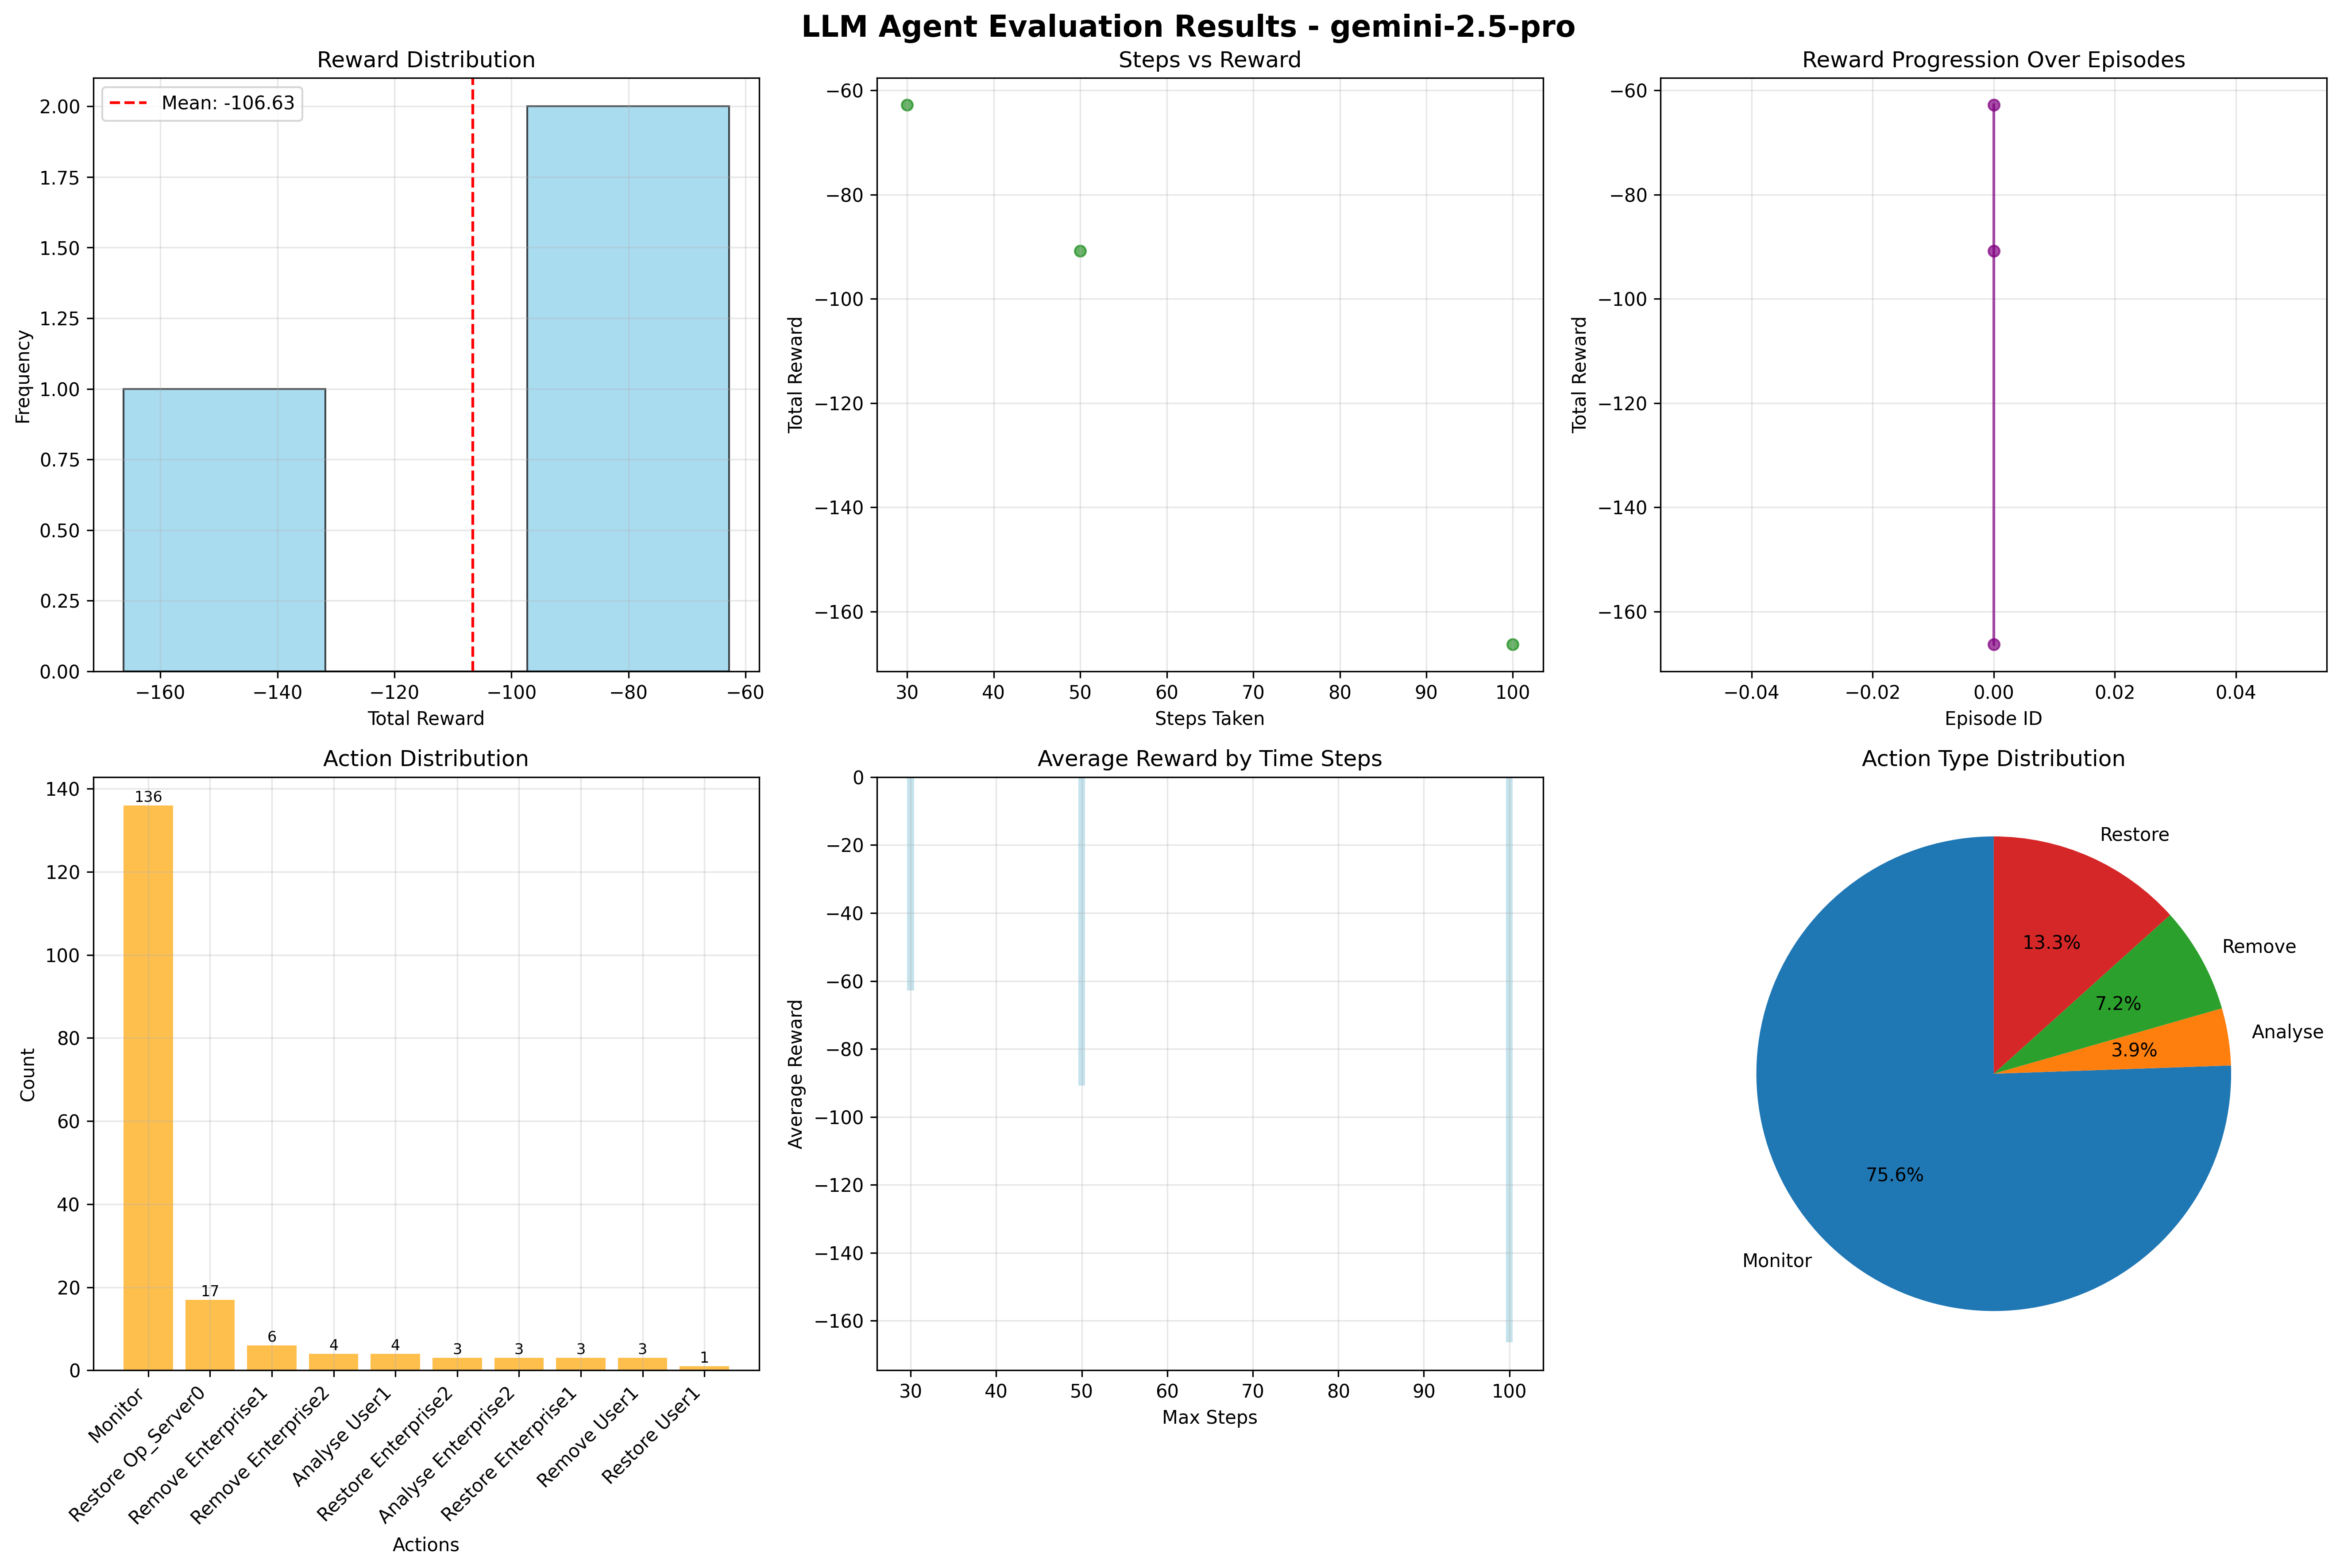 LLM Agent Evaluation Results - gemini-2.5-pro
Reward Distribution
Mean: -106.63
2.00
1.75
1.50
1.25
1.00
0.75
0.50
0.25
0.00
Frequency
−160 −140 −120 −100 −80 −60
Total Reward
Steps vs Reward
−60
−80
−100
−120
−140
−160
Total Reward
30 40 50 60 70 80 90 100
Steps Taken
Reward Progression Over Episodes
−60
−80
−100
−120
−140
−160
Total Reward
−0.04 −0.02 0.00 0.02 0.04
Episode ID
Action Distribution
140
120
100
80
60
40
20
0
Count
136
17
6
4
4
3
3
3
3
1
Monitor
Restore Op_Server0
Remove Enterprise1
Remove Enterprise2
Analyse User1
Restore Enterprise2
Analyse Enterprise2
Restore Enterprise1
Remove User1
Restore User1
Actions
Average Reward by Time Steps
0
−20
−40
−60
−80
−100
−120
−140
−160
Average Reward
30 40 50 60 70 80 90 100
Max Steps
Action Type Distribution
Restore
13.3%
Remove
7.2%
Analyse
3.9%
75.6%
Monitor